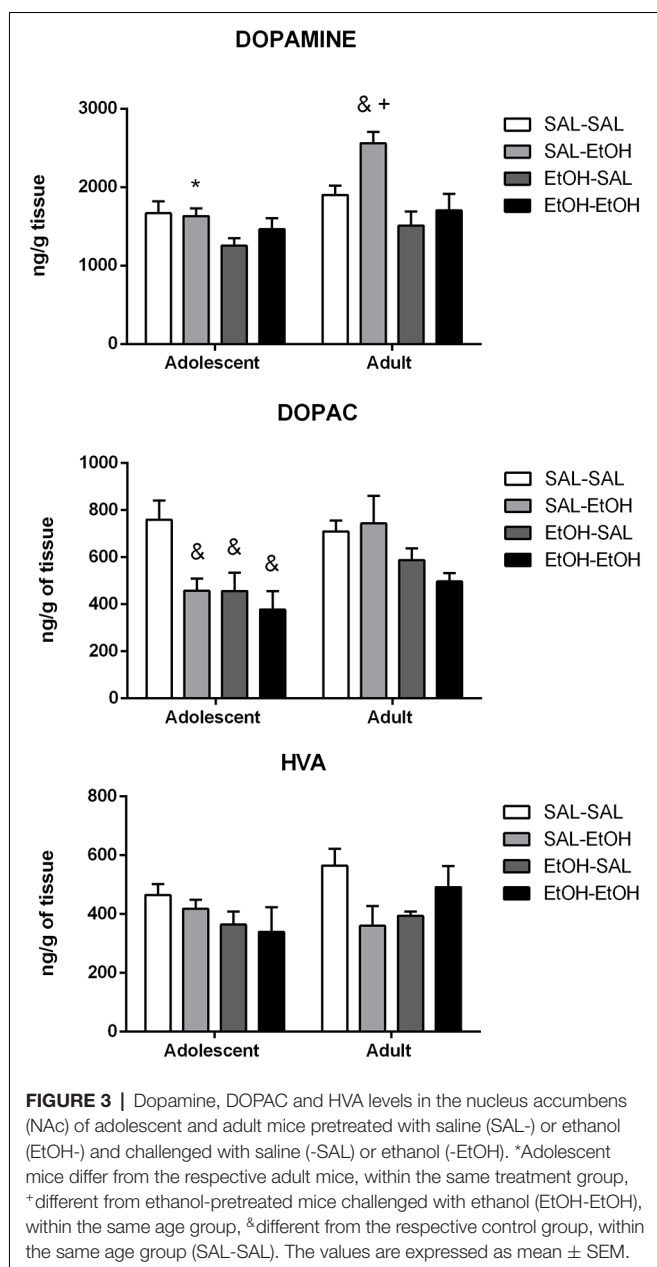 DOPAMINE
3000
2000
1000
0
ng/g tissue
*
& +
Adolescent
Adult
SAL-SAL
SAL-EtOH
EtOH-SAL
EtOH-EtOH
DOPAC
1000
800
600
400
200
0
ng/g of tissue
&
&
&
Adolescent
Adult
SAL-SAL
SAL-EtOH
EtOH-SAL
EtOH-EtOH
HVA
800
600
400
200
0
ng/g of tissue
Adolescent
Adult
SAL-SAL
SAL-EtOH
EtOH-SAL
EtOH-EtOH
FIGURE 3 | Dopamine, DOPAC and HVA levels in the nucleus accumbens
(NAc) of adolescent and adult mice pretreated with saline (SAL-) or ethanol
(EtOH-) and challenged with saline (-SAL) or ethanol (-EtOH). *Adolescent
mice differ from the respective adult mice, within the same treatment group,
+different from ethanol-pretreated mice challenged with ethanol (EtOH-EtOH),
within the same age group, &different from the respective control group, within
the same age group (SAL-SAL). The values are expressed as mean ± SEM.